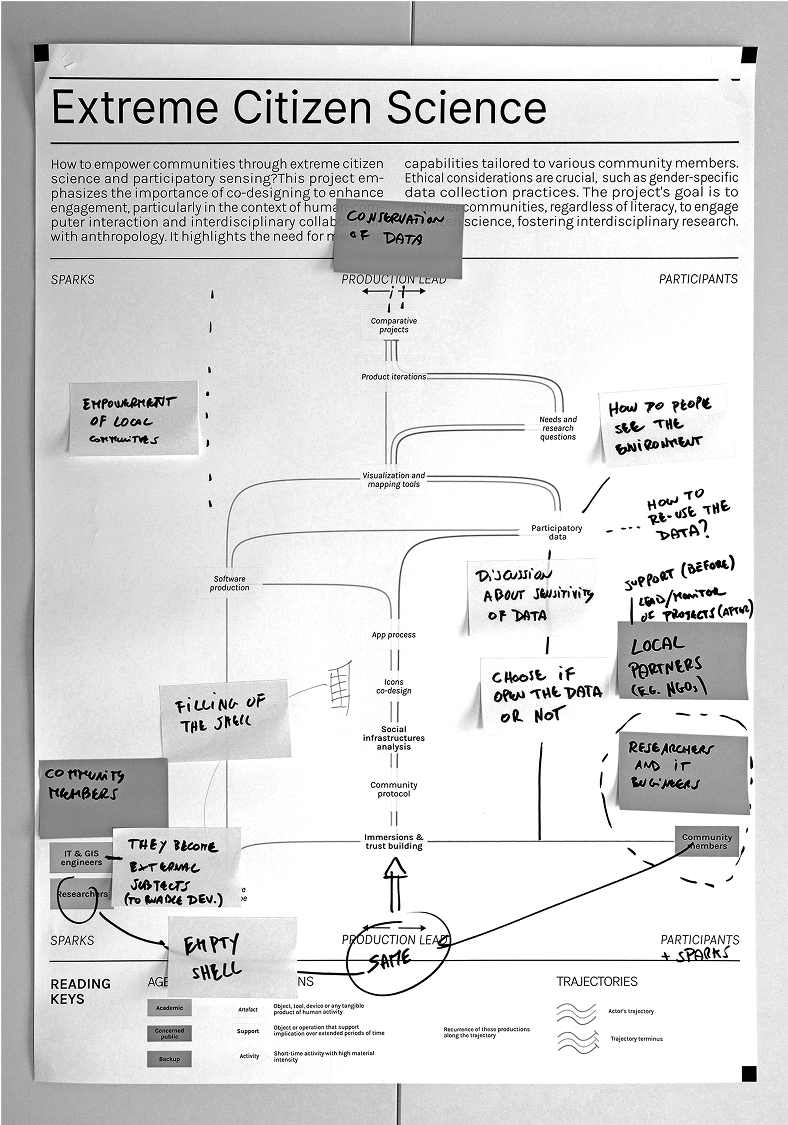 Extreme Citizen Science
How to empower communities through extreme citizen
science and participatory sensing?This project em-
phasizes the importance of co-designing to enhance
engagement, particularly in the context of human-
puter interaction and interdisciplinary collab
with anthropology. It highlights the need for
capabilities tailored to various community members.
Ethical considerations are crucial, such as gender-specific
data collection practices. The project's goal is to
communities, regardless of literacy, to engage
science, fostering interdisciplinary research.
CONSERVATION
OF DATA
SPARKS
PRODUCTION LEAD
PARTICIPANTS
Comparative
projects
Product iterations
EMPOWERMENT
OF LOCAL
COMMUNITIES
Needs and
research
questions
HOW DO PEOPLE
SEE THE
ENVIRONMENT
Visualization and
mapping tools
HOW TO
RE-USE THE
DATA?
Participatory
data
Software
production
DISCUSSION
ABOUT SENSITIVITY
OF DATA
SUPPORT (BEFORE)
LEAD/MONITOR
OF PROJECTS (AFTER)
App process
LOCAL
PARTNERS
(E.G. NGOs)
Icons
co-design
CHOOSE IF
OPEN THE DATA
OR NOT
FILLING OF
THE SHELL
Social
infrastructures
analysis
RESEARCHERS
AND IT
ENGINEERS
COMMUNITY
MEMBERS
Community
protocol
Immersions &
trust building
Community
members
IT & GIS
engineers
THEY BECOME
EXTERNAL
SUBJECTS
(TO ENABLE DEV.)
Researchers
EMPTY
SHELL
SPARKS
PRODUCTION LEAD
SAME
PARTICIPANTS
+ SPARKS
READING
KEYS
AGE
ONS
TRAJECTORIES
Academic
Concerned
public
Backup
Artefact
Object, tool, device or any tangible
product of human activity
Support
Object or operation that support
implication over extended periods of time
Activity
Short-time activity with high material
intensity
Recurrence of these productions
along the trajectory
Actor's trajectory
Trajectory terminus